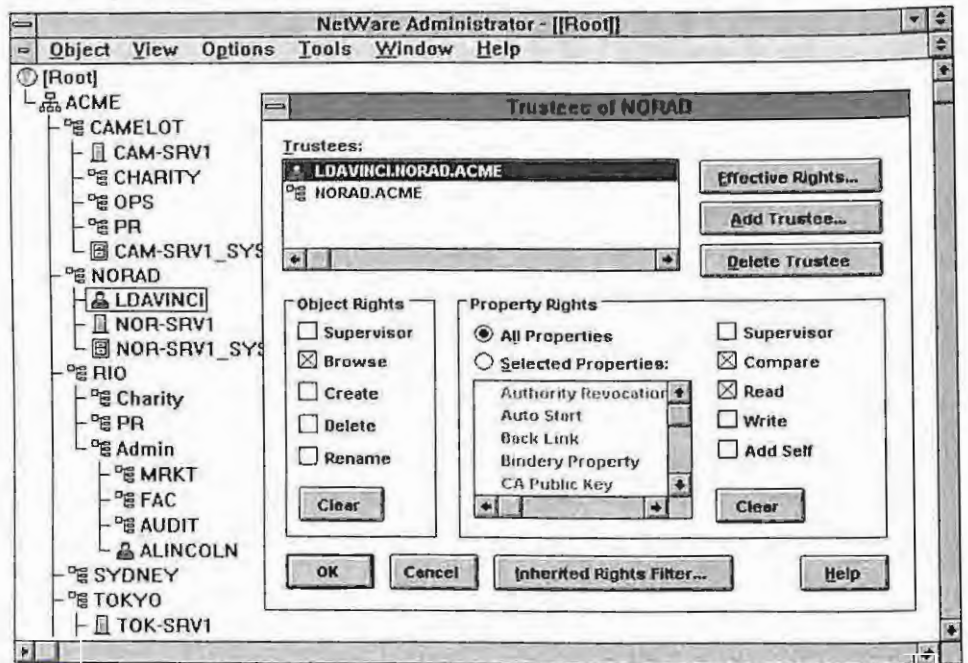 NetWare Administrator - [[Root]]
Object View Options Tools Window Help
[Root]
ACME
CAMELOT
CAM-SRV1
CHARITY
OPS
PR
CAM-SRV1_SYS
NORAD
LDAVINCI
NOR-SRV1
NOR-SRV1_SYS
RIO
Charity
PR
Admin
MRKT
FAC
AUDIT
ALINCOLN
SYDNEY
TOKYO
TOK-SRV1
Trustees of NORAD
Trustees:
LDAVINCI.NORAD.ACME
NORAD.ACME
Effective Rights...
Add Trustee...
Delete Trustee
Object Rights
Supervisor
Browse
Create
Delete
Rename
Clear
Property Rights
All Properties
Selected Properties:
Authority Revocation
Auto Start
Back Link
Bindery Property
CA Public Key
Supervisor
Compare
Read
Write
Add Self
Clear
OK
Cancel
Inherited Rights Filter...
Help